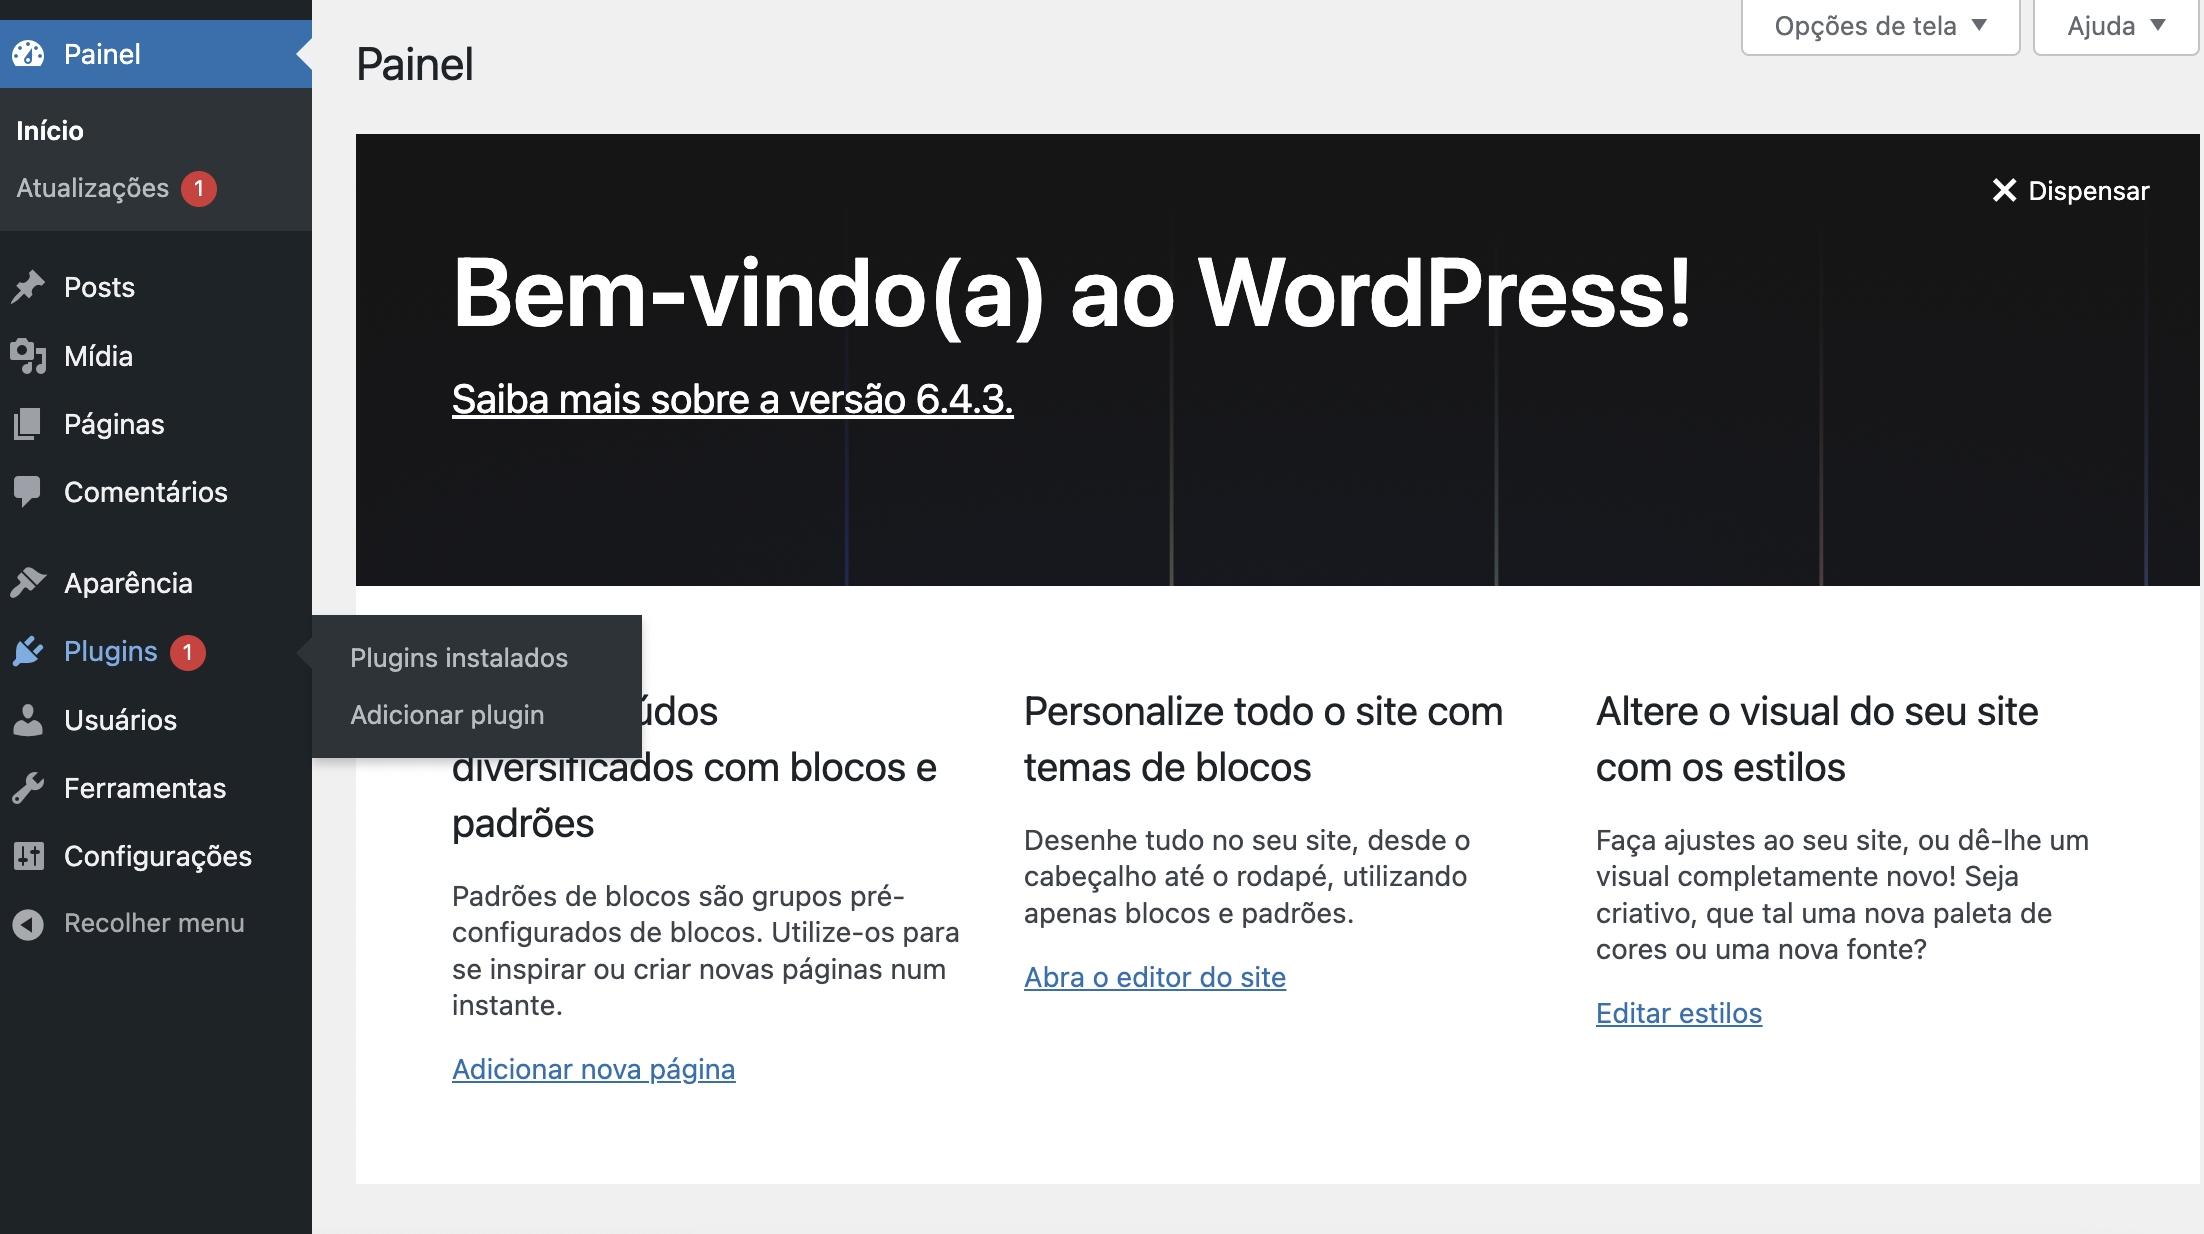 Painel
Início
Atualizações 1
Posts
Mídia
Páginas
Comentários
Aparência
Plugins 1
Usuários
Ferramentas
Configurações
Recolher menu
Plugins instalados
Adicionar plugin
Opções de tela
Ajuda
Painel
Dispensar
Bem-vindo(a) ao WordPress!
Saiba mais sobre a versão 6.4.3.
údos
diversificados com blocos e
padrões
Padrões de blocos são grupos pré-
configurados de blocos. Utilize-os para
se inspirar ou criar novas páginas num
instante.
Adicionar nova página
Personalize todo o site com
temas de blocos
Desenhe tudo no seu site, desde o
cabeçalho até o rodapé, utilizando
apenas blocos e padrões.
Abra o editor do site
Altere o visual do seu site
com os estilos
Faça ajustes ao seu site, ou dê-lhe um
visual completamente novo! Seja
criativo, que tal uma nova paleta de
cores ou uma nova fonte?
Editar estilos